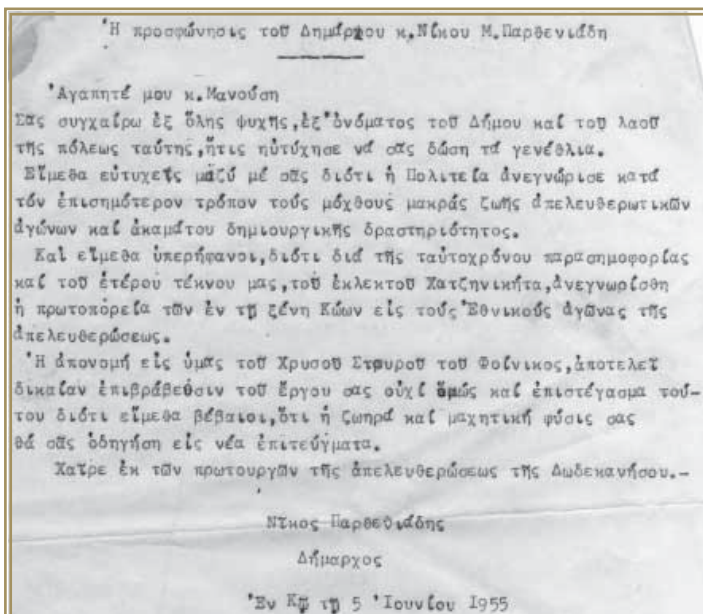 Ἡ προσφώνησις τοῦ Δημάρχου κ.Νίκου Μ.Παρθενιάδη
Ἀγαπητέ μου κ.Μανούση
Σᾶς συγχαίρω ἐξ ὅλης ψυχῆς,ἐξ ὀνόματος τοῦ Δήμου καί τοῦ λαοῦ
τῆς πόλεως ταύτης,ἥτις ηὐτύχησε νά σᾶς δώση τά γενέθλια.
Εἴμεθα εὐτυχεῖς μαζύ μέ σᾶς διότι ἡ Πολιτεία ἀνεγνώρισε κατά
τόν ἐπισημότερον τρόπον τούς μόχθους μακρᾶς ζωῆς ἀπελευθερωτικῶν
ἀγώνων καί ἀκαμάτου δημιουργικῆς δραστηριότητος.
Καί εἴμεθα ὑπερήφανοι,διότι διά τῆς ταὐτοχρόνου παρασημοφορίας
καί τοῦ ἑτέρου τέκνου μας,τοῦ ἐκλεκτοῦ Χατζηνικήτα,ἀνεγνωρίσθη
ἡ πρωτοπορεία τῶν ἐν τῇ ξένη Κώων εἰς τούς Ἐθνικούς ἀγῶνας τῆς
ἀπελευθερώσεως.
Ἡ ἀπονομή εἰς ὑμᾶς τοῦ Χρυσοῦ Σταυροῦ τοῦ Φοίνικος,ἀποτελεῖ
δικαίαν ἐπιβράβευσιν τοῦ ἔργου σας οὐχί ὅμως καί ἐπιστέγασμα τού-
του διότι εἴμεθα βέβαιοι,ὅτι ἡ ζωηρά καί μαχητική φύσις σας
θά σᾶς ὁδηγήση εἰς νέα ἐπιτεύγματα.
Χαῖρε ἐκ τῶν πρωτουργῶν τῆς ἀπελευθερώσεως τῆς Δωδεκανήσου.-
Νῖκος Παρθενιάδης
Δήμαρχος
Ἐν Κῷ τῇ 5 Ἰουνίου 1955